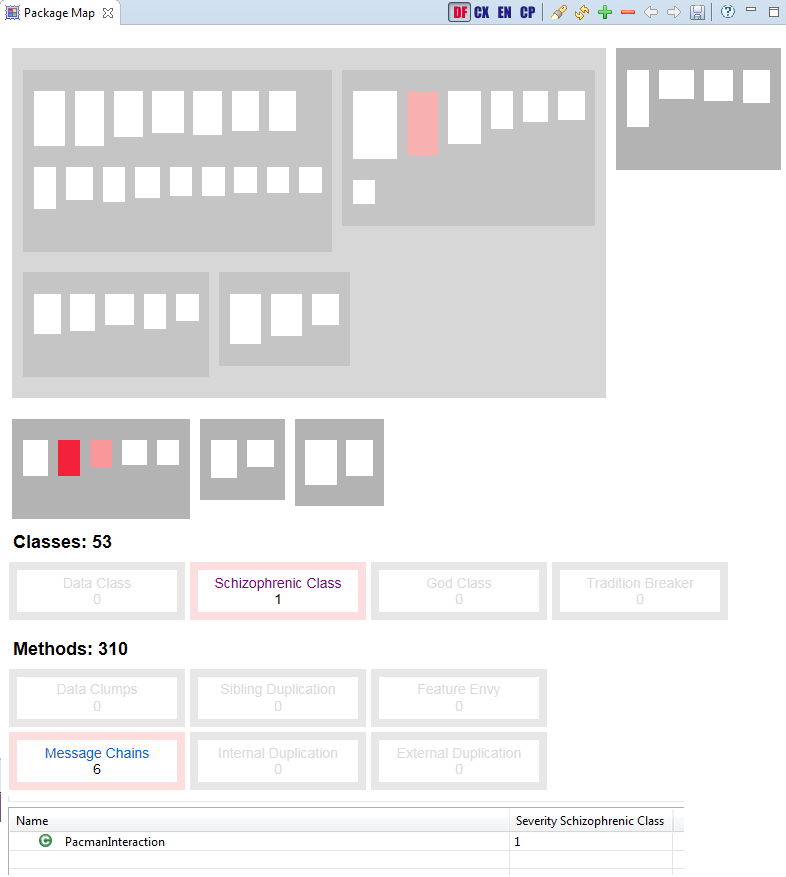 Package Map DF CX EN CP
Classes: 53
Data Class Schizophrenic Class God Class Tradition Breaker
0 1 0 0
Methods: 310
Data Clumps Sibling Duplication Feature Envy
0 0 0
Message Chains Internal Duplication External Duplication
6 0 0
Name Severity Schizophrenic Class
C PacmanInteraction 1